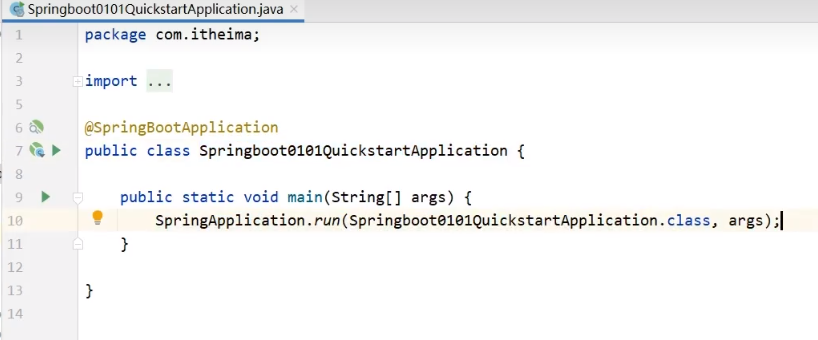 Springboot0101QuickstartApplication.java ×
1 package com.itheima;
2
3 import ...
5
6 @SpringBootApplication
7 public class Springboot0101QuickstartApplication {
8
9 public static void main(String[] args) {
10 SpringApplication.run(Springboot0101QuickstartApplication.class, args);
11 }
12
13 }
14